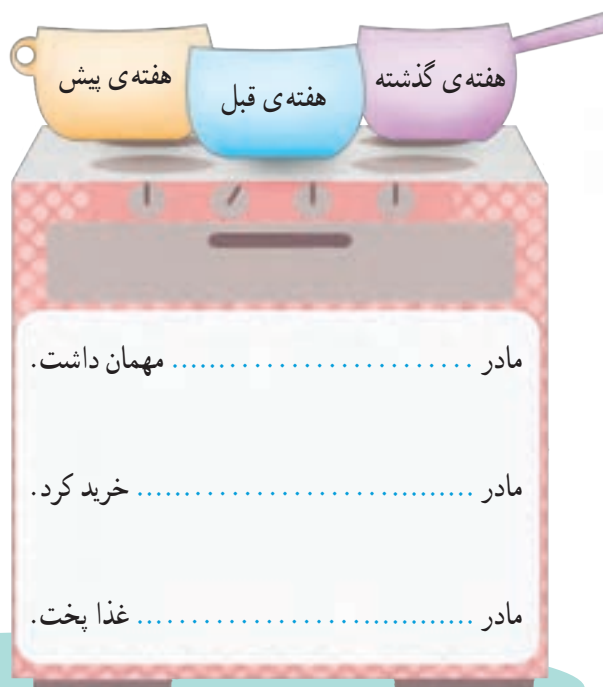 هفته‌ی گذشته
هفته‌ی قبل
هفته‌ی پیش
مادر ............................ مهمان داشت.
مادر ................................ خرید کرد.
مادر ................................ غذا پخت.